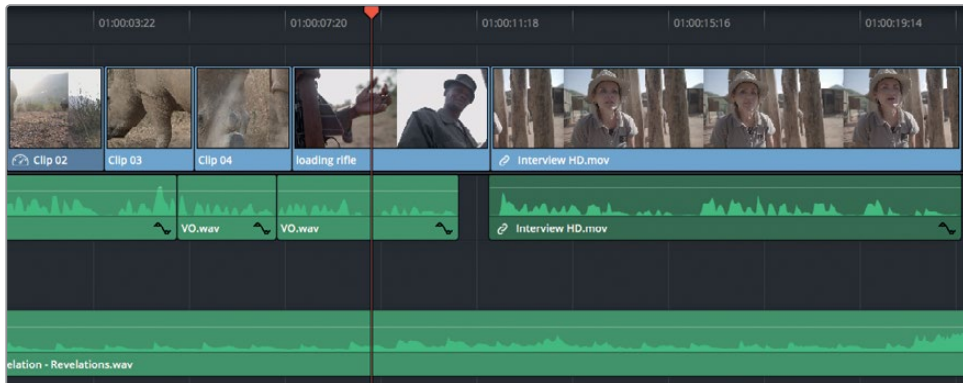 01:00:03:22 01:00:07:20 01:00:11:18 01:00:15:16 01:00:19:14
Clip 02 Clip 03 Clip 04 loading rifle Interview HD.mov
VO.wav VO.wav Interview HD.mov
elation - Revelations.wav